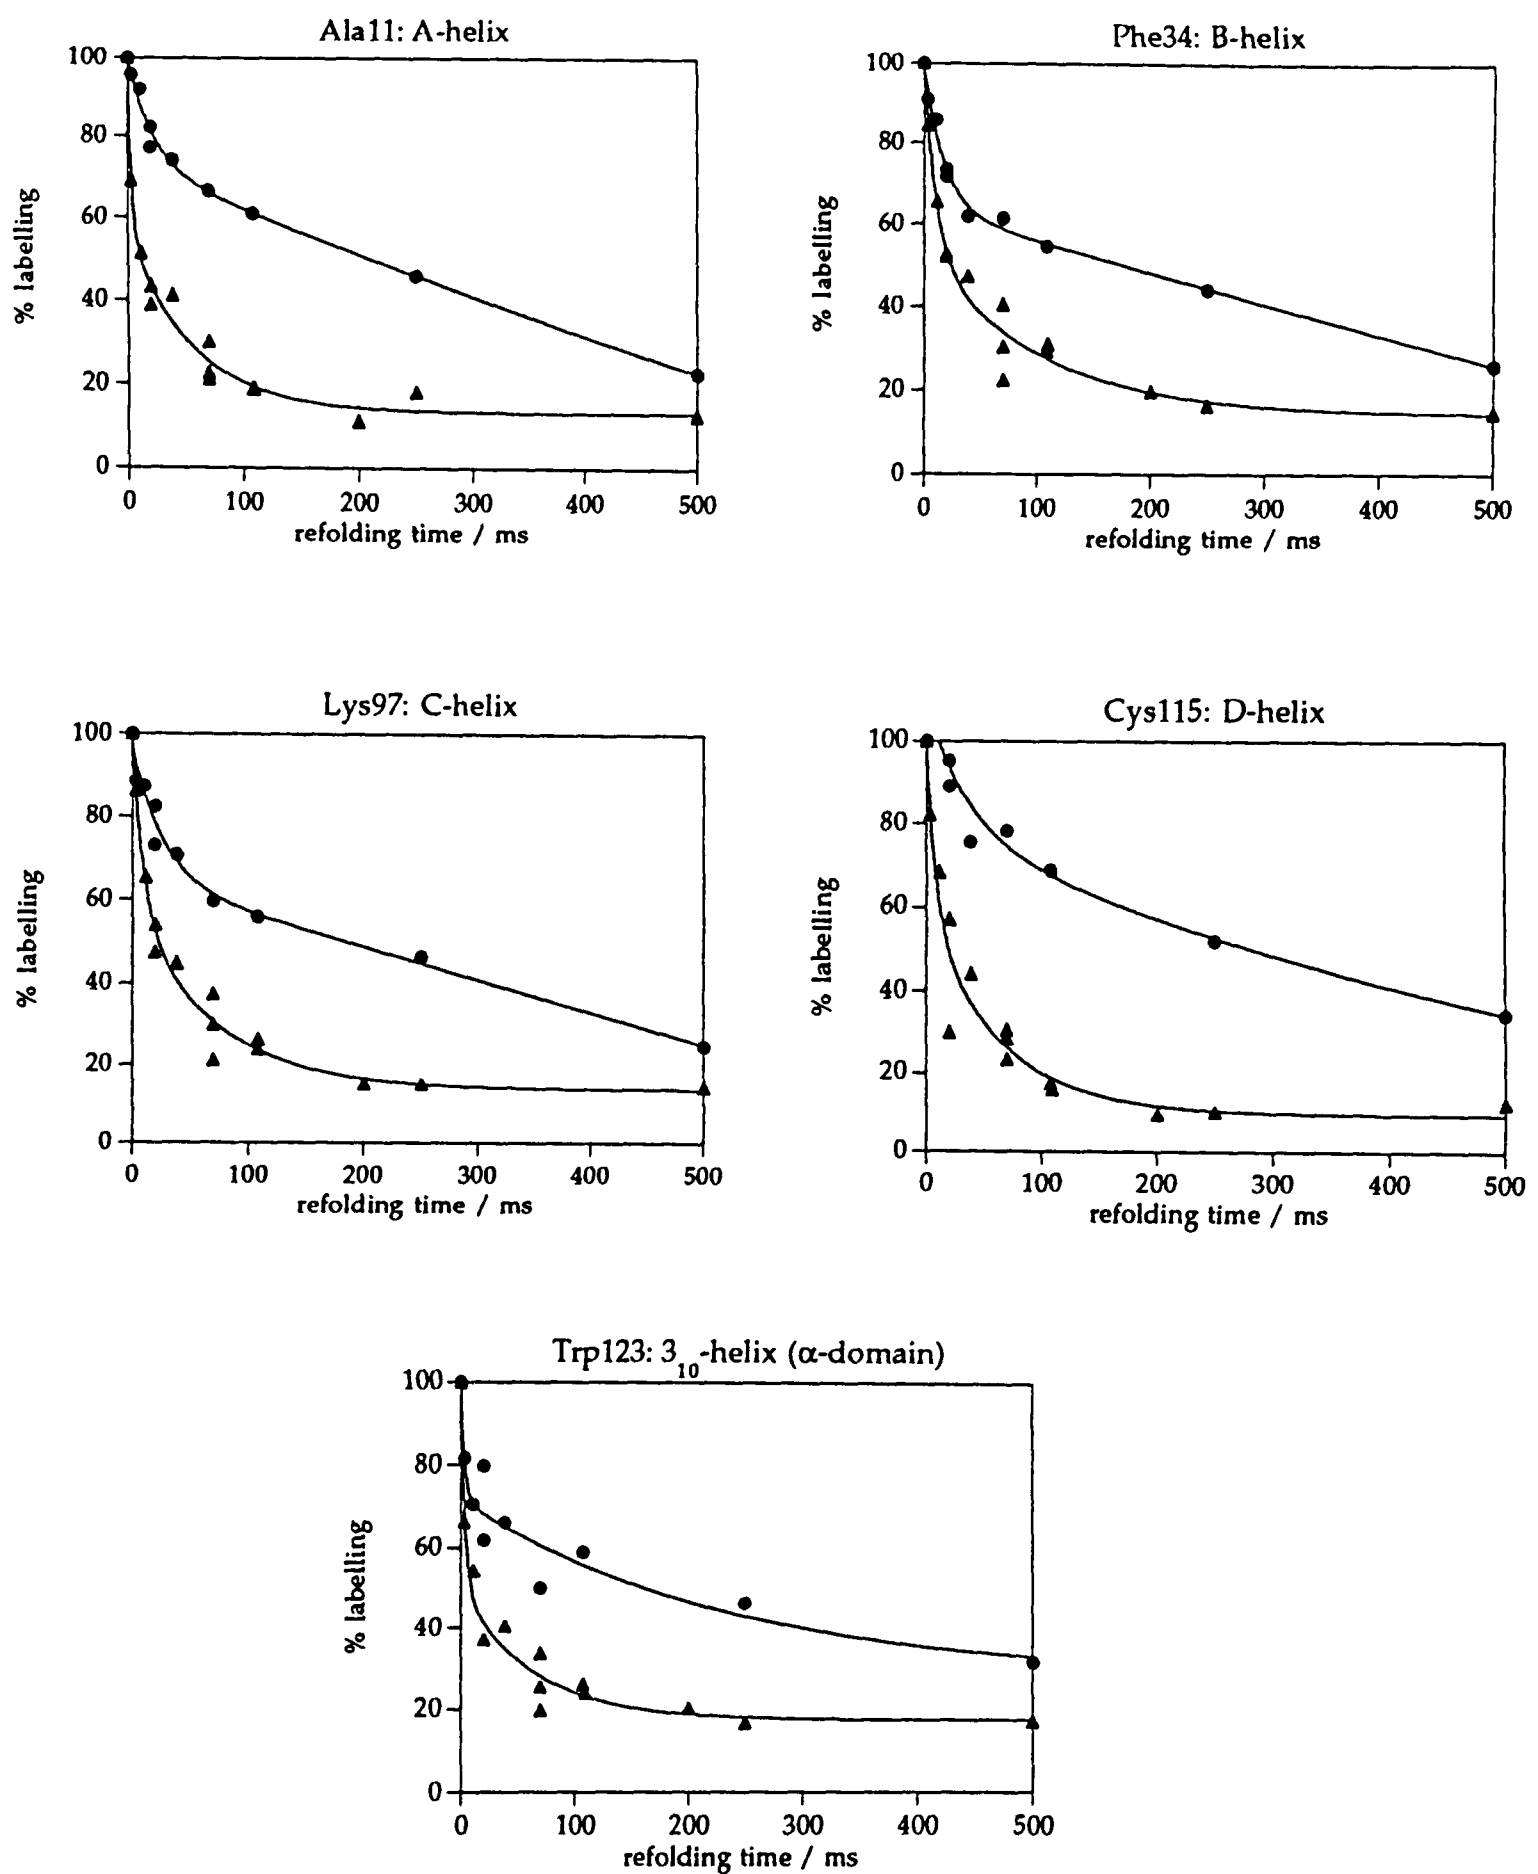 Ala11: A-helix
100
80
60
40
20
0
% labelling
0 100 200 300 400 500
refolding time / ms
Phe34: B-helix
100
80
60
40
20
0
% labelling
0 100 200 300 400 500
refolding time / ms
Lys97: C-helix
100
80
60
40
20
0
% labelling
0 100 200 300 400 500
refolding time / ms
Cys115: D-helix
100
80
60
40
20
0
% labelling
0 100 200 300 400 500
refolding time / ms
Trp123: 3₁₀-helix (α-domain)
100
80
60
40
20
0
% labelling
0 100 200 300 400 500
refolding time / ms